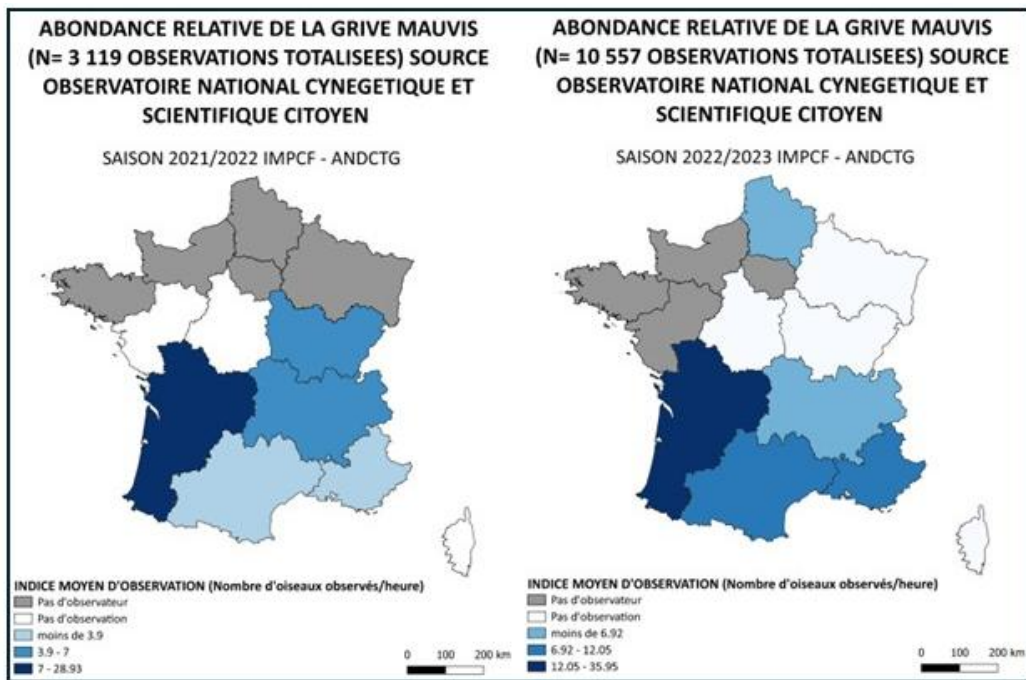 ABONDANCE RELATIVE DE LA GRIVE MAUVIS
(N= 3 119 OBSERVATIONS TOTALISEES) SOURCE
OBSERVATOIRE NATIONAL CYNEGETIQUE ET
SCIENTIFIQUE CITOYEN
SAISON 2021/2022 IMPCF - ANDCTG
INDICE MOYEN D'OBSERVATION (Nombre d'oiseaux observés/heure)
Pas d'observateur
Pas d'observation
moins de 3.9
3.9 - 7
7 - 28.93
0 100 200 km
ABONDANCE RELATIVE DE LA GRIVE MAUVIS
(N= 10 557 OBSERVATIONS TOTALISEES) SOURCE
OBSERVATOIRE NATIONAL CYNEGETIQUE ET
SCIENTIFIQUE CITOYEN
SAISON 2022/2023 IMPCF - ANDCTG
INDICE MOYEN D'OBSERVATION (Nombre d'oiseaux observés/heure)
Pas d'observateur
Pas d'observation
moins de 6.92
6.92 - 12.05
12.05 - 35.95
0 100 200 km